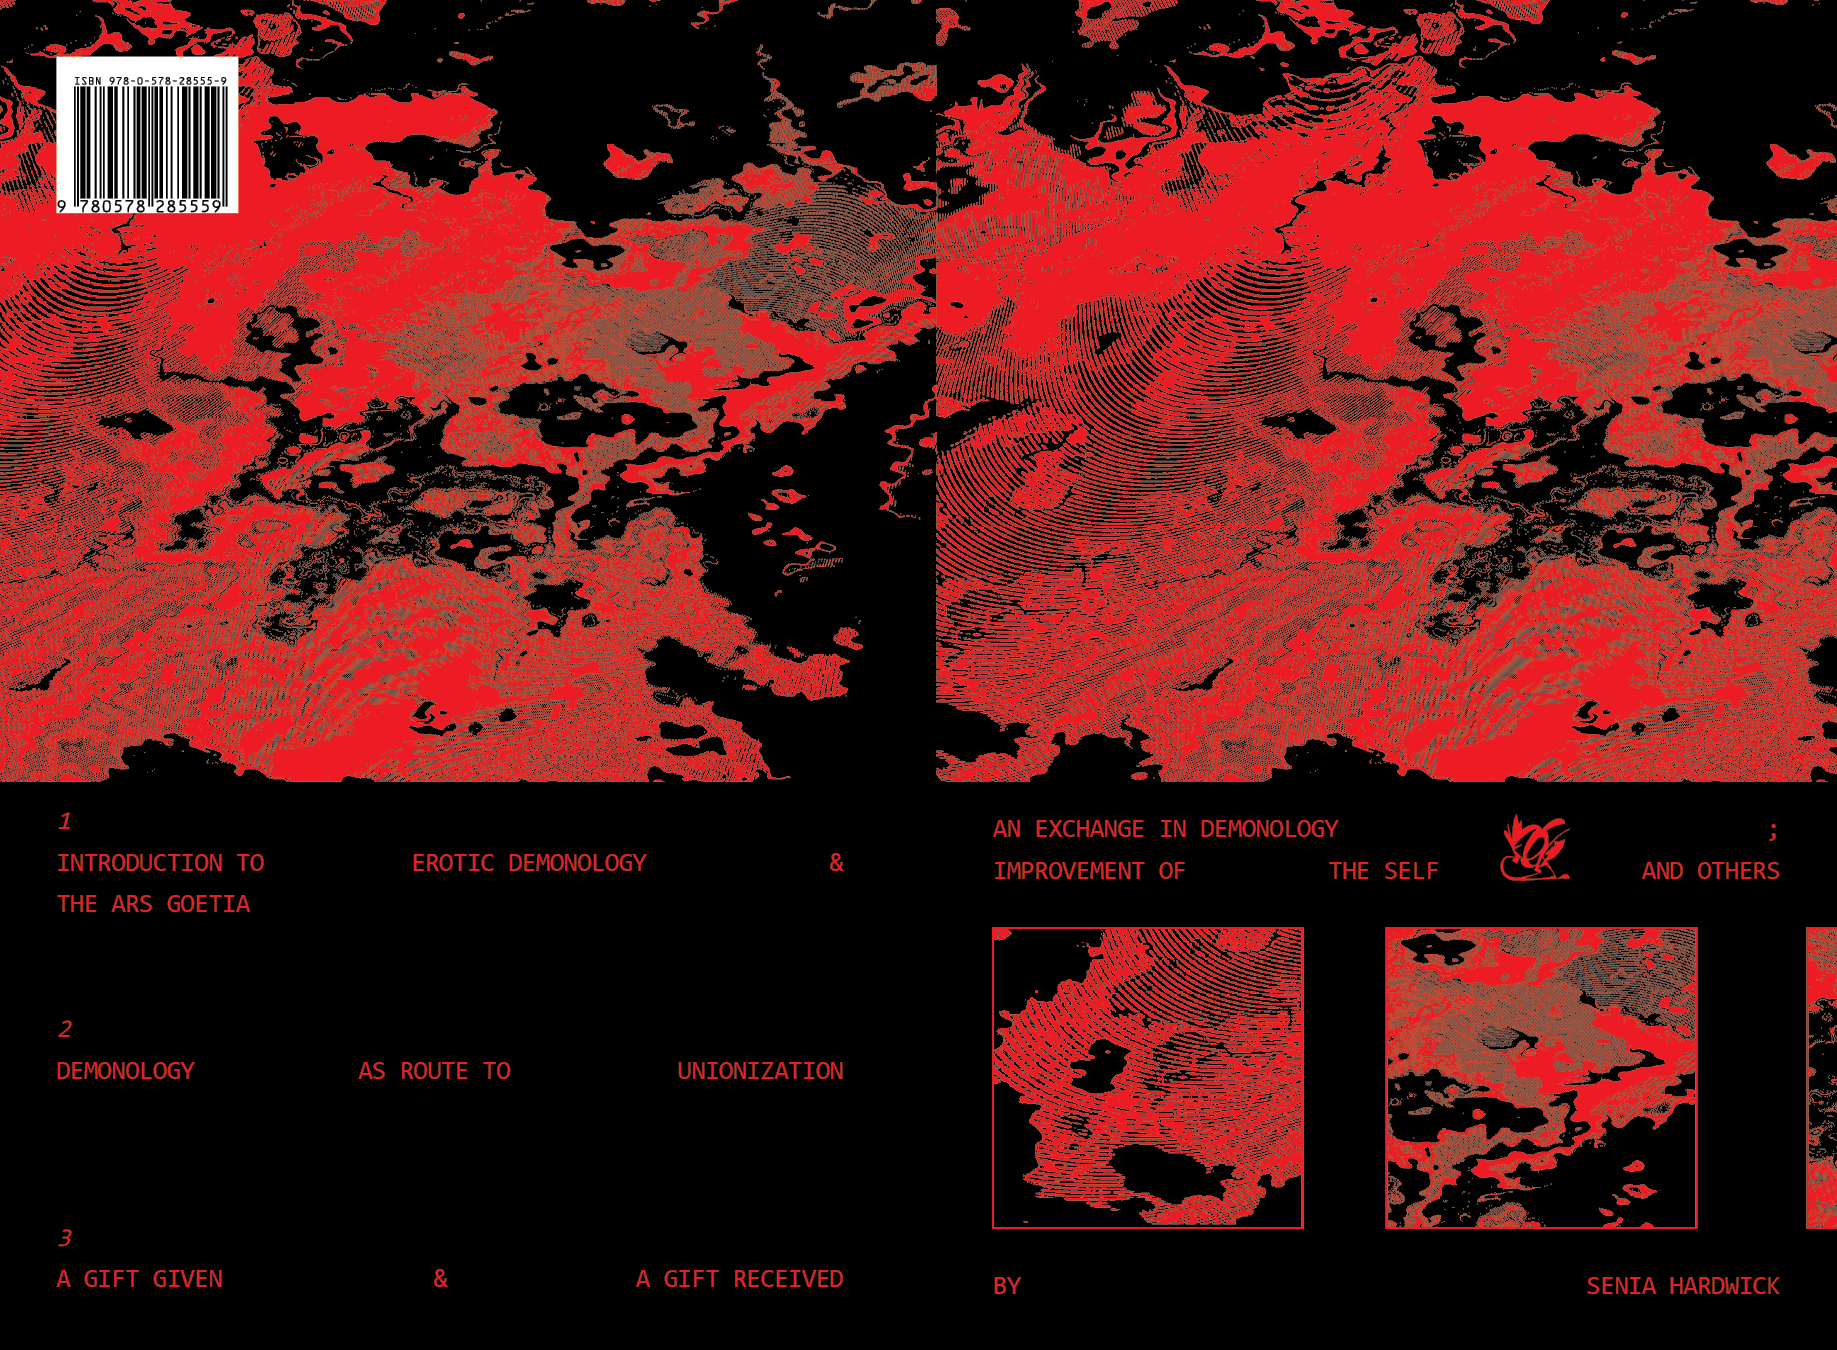 ISBN 978-0-578-28555-9
9 780578 285559
1
INTRODUCTION TO EROTIC DEMONOLOGY &
THE ARS GOETIA
2
DEMONOLOGY AS ROUTE TO UNIONIZATION
3
A GIFT GIVEN & A GIFT RECEIVED
AN EXCHANGE IN DEMONOLOGY ;
IMPROVEMENT OF THE SELF AND OTHERS
BY SENIA HARDWICK